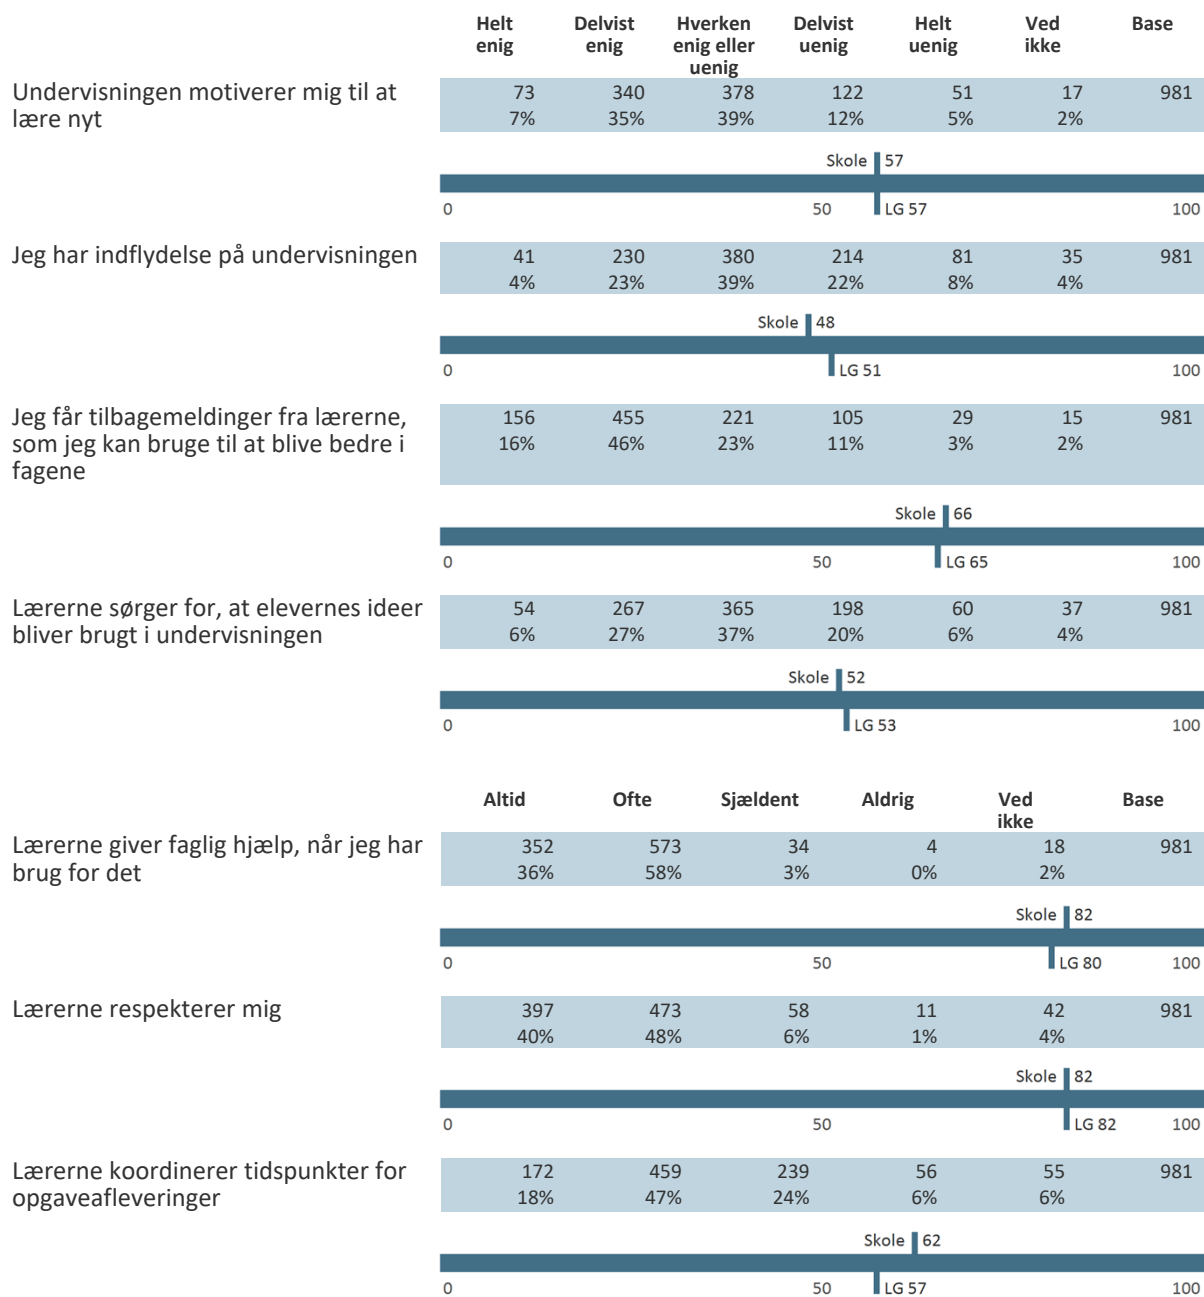 Helt enig Delvist enig Hverken enig eller uenig Delvist uenig Helt uenig Ved ikke Base
Undervisningen motiverer mig til at 73 340 378 122 51 17 981
lære nyt 7% 35% 39% 12% 5% 2%
Skole 57
0 50 LG 57 100
Jeg har indflydelse på undervisningen 41 230 380 214 81 35 981
4% 23% 39% 22% 8% 4%
Skole 48
0 LG 51 100
Jeg får tilbagemeldinger fra lærerne, 156 455 221 105 29 15 981
som jeg kan bruge til at blive bedre i 16% 46% 23% 11% 3% 2%
fagene
Skole 66
0 50 LG 65 100
Lærerne sørger for, at elevernes ideer 54 267 365 198 60 37 981
bliver brugt i undervisningen 6% 27% 37% 20% 6% 4%
Skole 52
0 LG 53 100
Altid Ofte Sjældent Aldrig Ved ikke Base
Lærerne giver faglig hjælp, når jeg har 352 573 34 4 18 981
brug for det 36% 58% 3% 0% 2%
Skole 82
0 50 LG 80 100
Lærerne respekterer mig 397 473 58 11 42 981
40% 48% 6% 1% 4%
Skole 82
0 50 LG 82 100
Lærerne koordinerer tidspunkter for 172 459 239 56 55 981
opgaveafleveringer 18% 47% 24% 6% 6%
Skole 62
0 50 LG 57 100